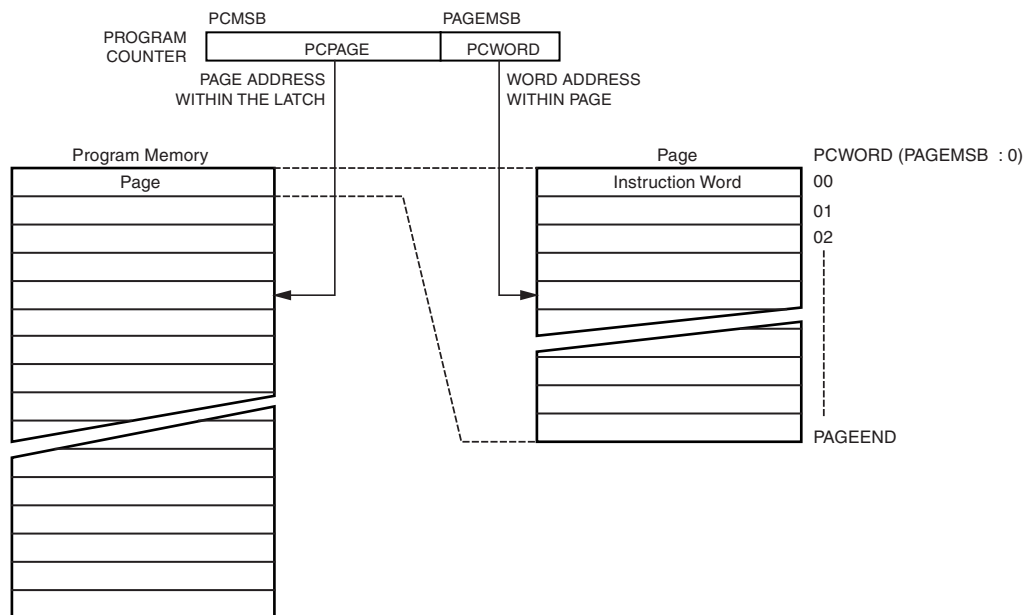 PCMSB
PAGEMSB
PROGRAM
COUNTER
PCPAGE
PCWORD
PAGE ADDRESS
WITHIN THE LATCH
WORD ADDRESS
WITHIN PAGE
Program Memory
Page
Page
Instruction Word
PCWORD (PAGEMSB : 0)
00
01
02
PAGEEND